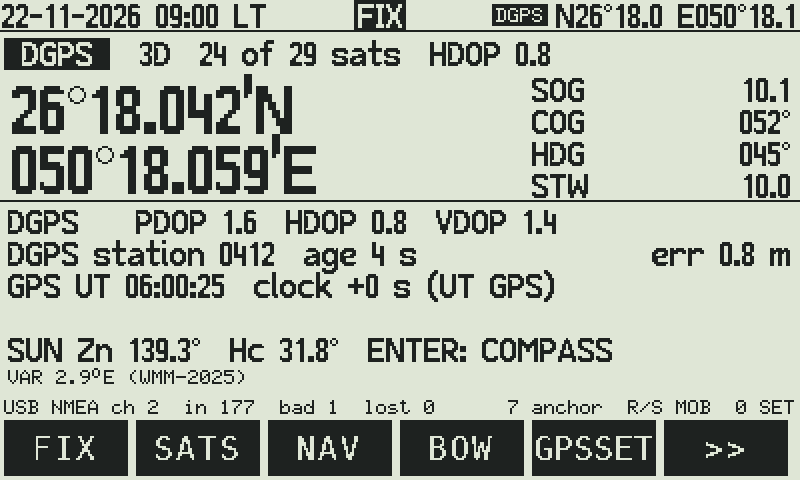 22-11-2026 09:00 LT FIX DGPS N26°18.0 E050°18.1
DGPS 3D 24 of 29 sats HDOP 0.8
26°18.042'N
050°18.059'E
SOG 10.1
COG 052°
HDG 045°
STW 10.0
DGPS PDOP 1.6 HDOP 0.8 VDOP 1.4
DGPS station 0412 age 4 s err 0.8 m
GPS UT 06:00:25 clock +0 s (UT GPS)
SUN Zn 139.3° Hc 31.8° ENTER: COMPASS
VAR 2.9°E (WMM-2025)
USB NMEA ch 2 in 177 bad 1 lost 0 7 anchor R/S MOB 0 SET
FIX SATS NAV BOW GPSSET >>